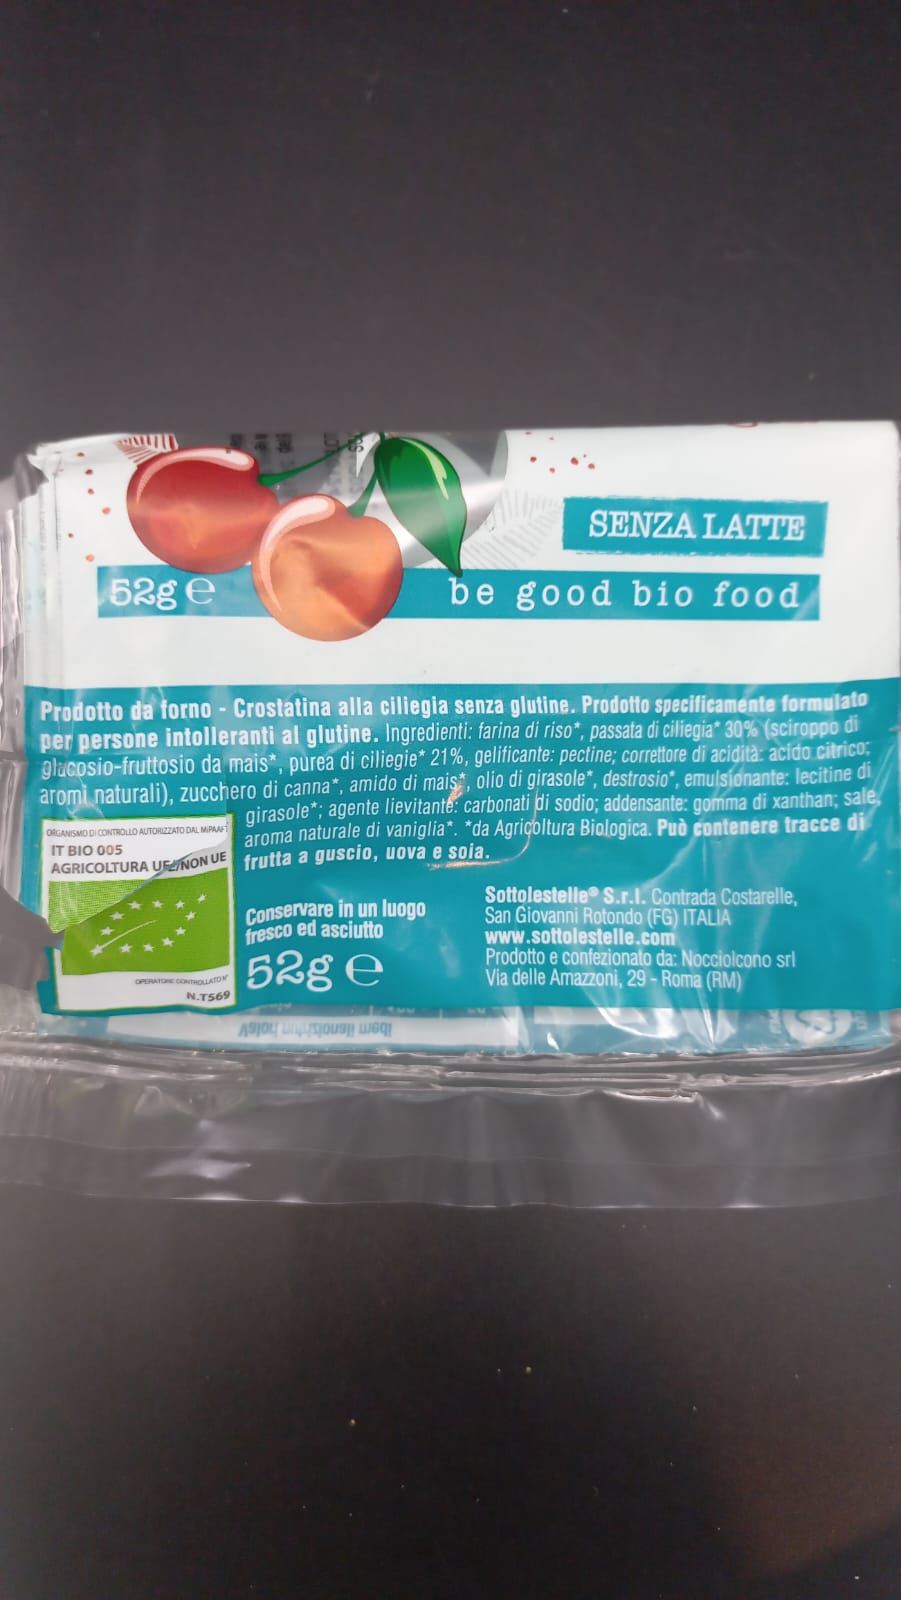 SENZA LATTE
52g e
be good bio food
Prodotto da forno - Crostatina alla ciliegia senza glutine. Prodotto specificamente formulato
per persone intolleranti al glutine. Ingredienti: farina di riso*, passata di ciliegia* 30% (sciroppo di
glucosio-fruttosio da mais*, purea di ciliegie* 21%, gelificante: pectine; correttore di acidità: acido citrico;
aromi naturali), zucchero di canna*, amido di mais*, olio di girasole*, destrosio*, emulsionante: lecitine di
girasole*; agente lievitante: carbonati di sodio; addensante: gomma di xanthan; sale,
aroma naturale di vaniglia*. *da Agricoltura Biologica. Può contenere tracce di
frutta a guscio, uova e soia.
ORGANISMO DI CONTROLLO AUTORIZZATO DAL MiPAAF
IT BIO 005
AGRICOLTURA UE/NON UE
OPERATORE CONTROLLATO N°
N.T569
Conservare in un luogo
fresco ed asciutto
52g e
Sottolestelle® S.r.l. Contrada Costarelle,
San Giovanni Rotondo (FG) ITALIA
www.sottolestelle.com
Prodotto e confezionato da: Nocciolcono srl
Via delle Amazzoni, 29 - Roma (RM)
Valori nutrizionali medi